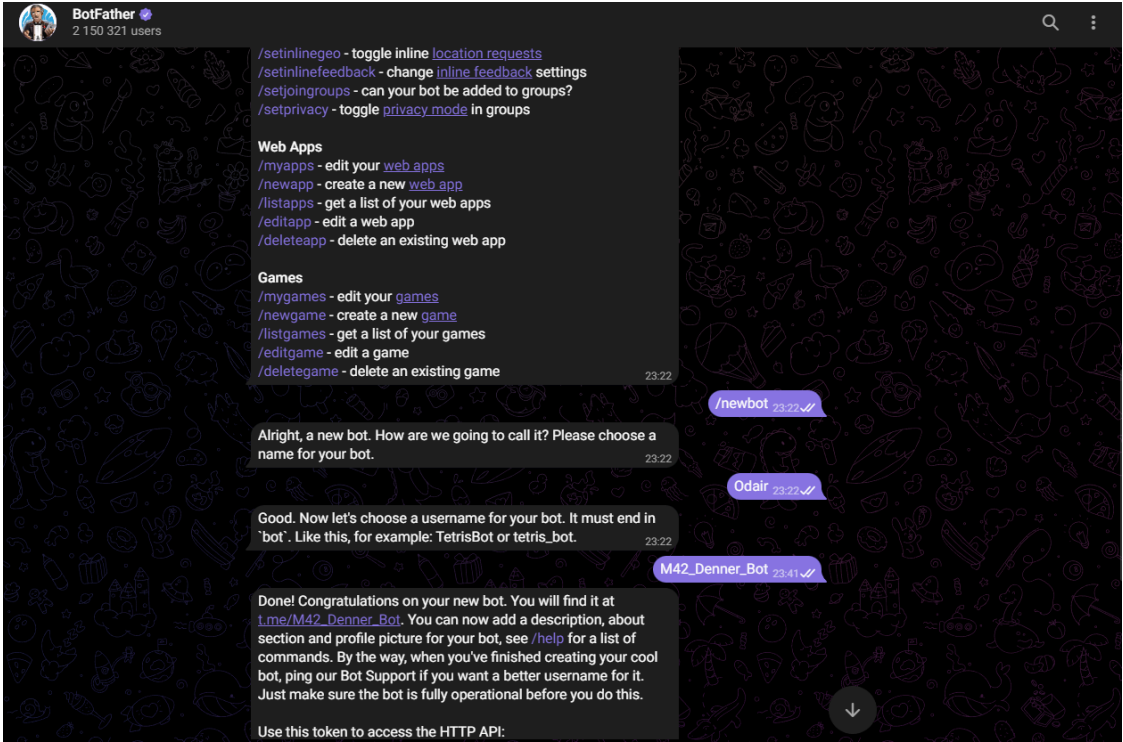 BotFather
2 150 321 users
/setinlinegeo - toggle inline location requests
/setinlinefeedback - change inline feedback settings
/setjoingroups - can your bot be added to groups?
/setprivacy - toggle privacy mode in groups
Web Apps
/myapps - edit your web apps
/newapp - create a new web app
/listapps - get a list of your web apps
/editapp - edit a web app
/deleteapp - delete an existing web app
Games
/mygames - edit your games
/newgame - create a new game
/listgames - get a list of your games
/editgame - edit a game
/deletegame - delete an existing game
23:22
/newbot 23:22
Alright, a new bot. How are we going to call it? Please choose a
name for your bot.
23:22
Odair 23:22
Good. Now let's choose a username for your bot. It must end in
`bot`. Like this, for example: TetrisBot or tetris_bot.
23:22
M42_Denner_Bot 23:41
Done! Congratulations on your new bot. You will find it at
t.me/M42_Denner_Bot. You can now add a description, about
section and profile picture for your bot, see /help for a list of
commands. By the way, when you've finished creating your cool
bot, ping our Bot Support if you want a better username for it.
Just make sure the bot is fully operational before you do this.
Use this token to access the HTTP API: